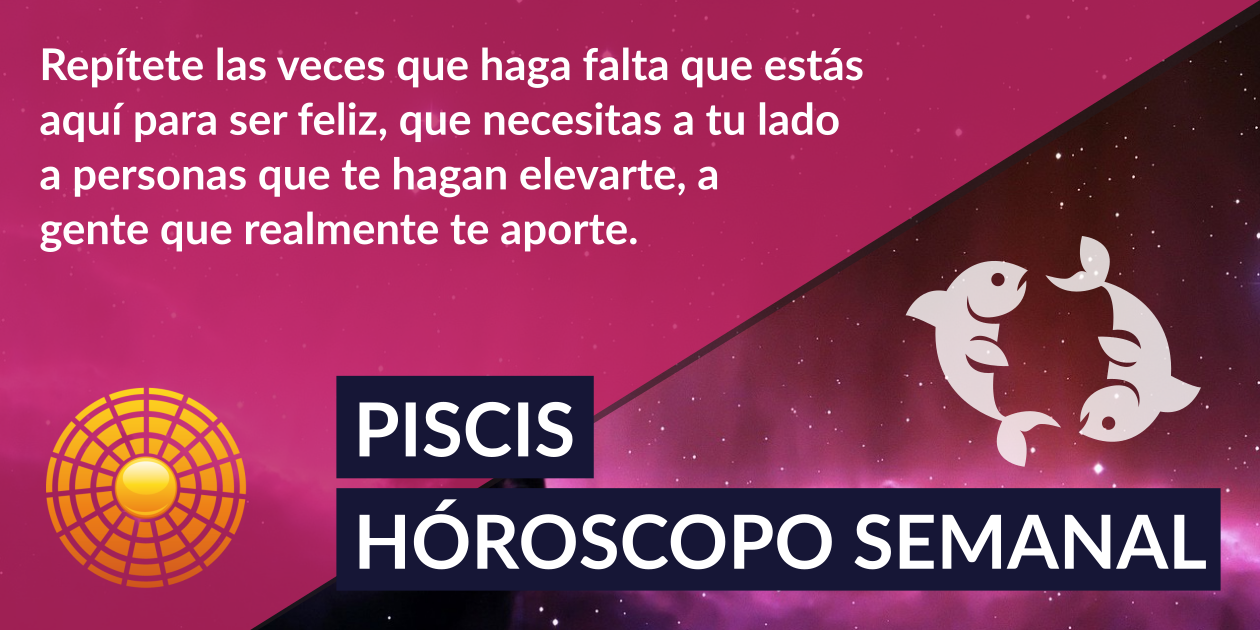 Repítete las veces que haga falta que estás
aquí para ser feliz, que necesitas a tu lado
a personas que te hagan elevarte, a
gente que realmente te aporte.
PISCIS
HÓROSCOPO SEMANAL